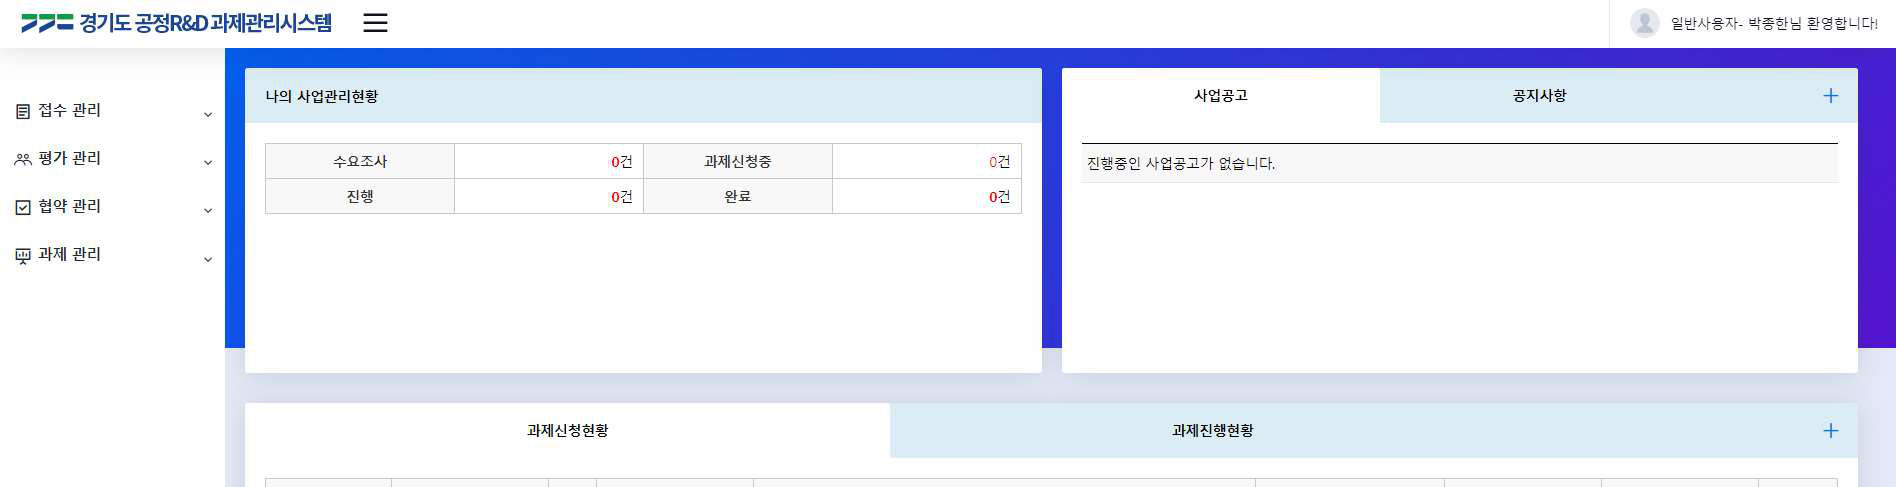 경기도 공정R&D 과제관리시스템
일반사용자- 박종한님 환영합니다!
접수 관리
평가 관리
협약 관리
과제 관리
나의 사업관리현황
수요조사 0건 과제신청중 0건
진행 0건 완료 0건
사업공고 공지사항
진행중인 사업공고가 없습니다.
과제신청현황 과제진행현황